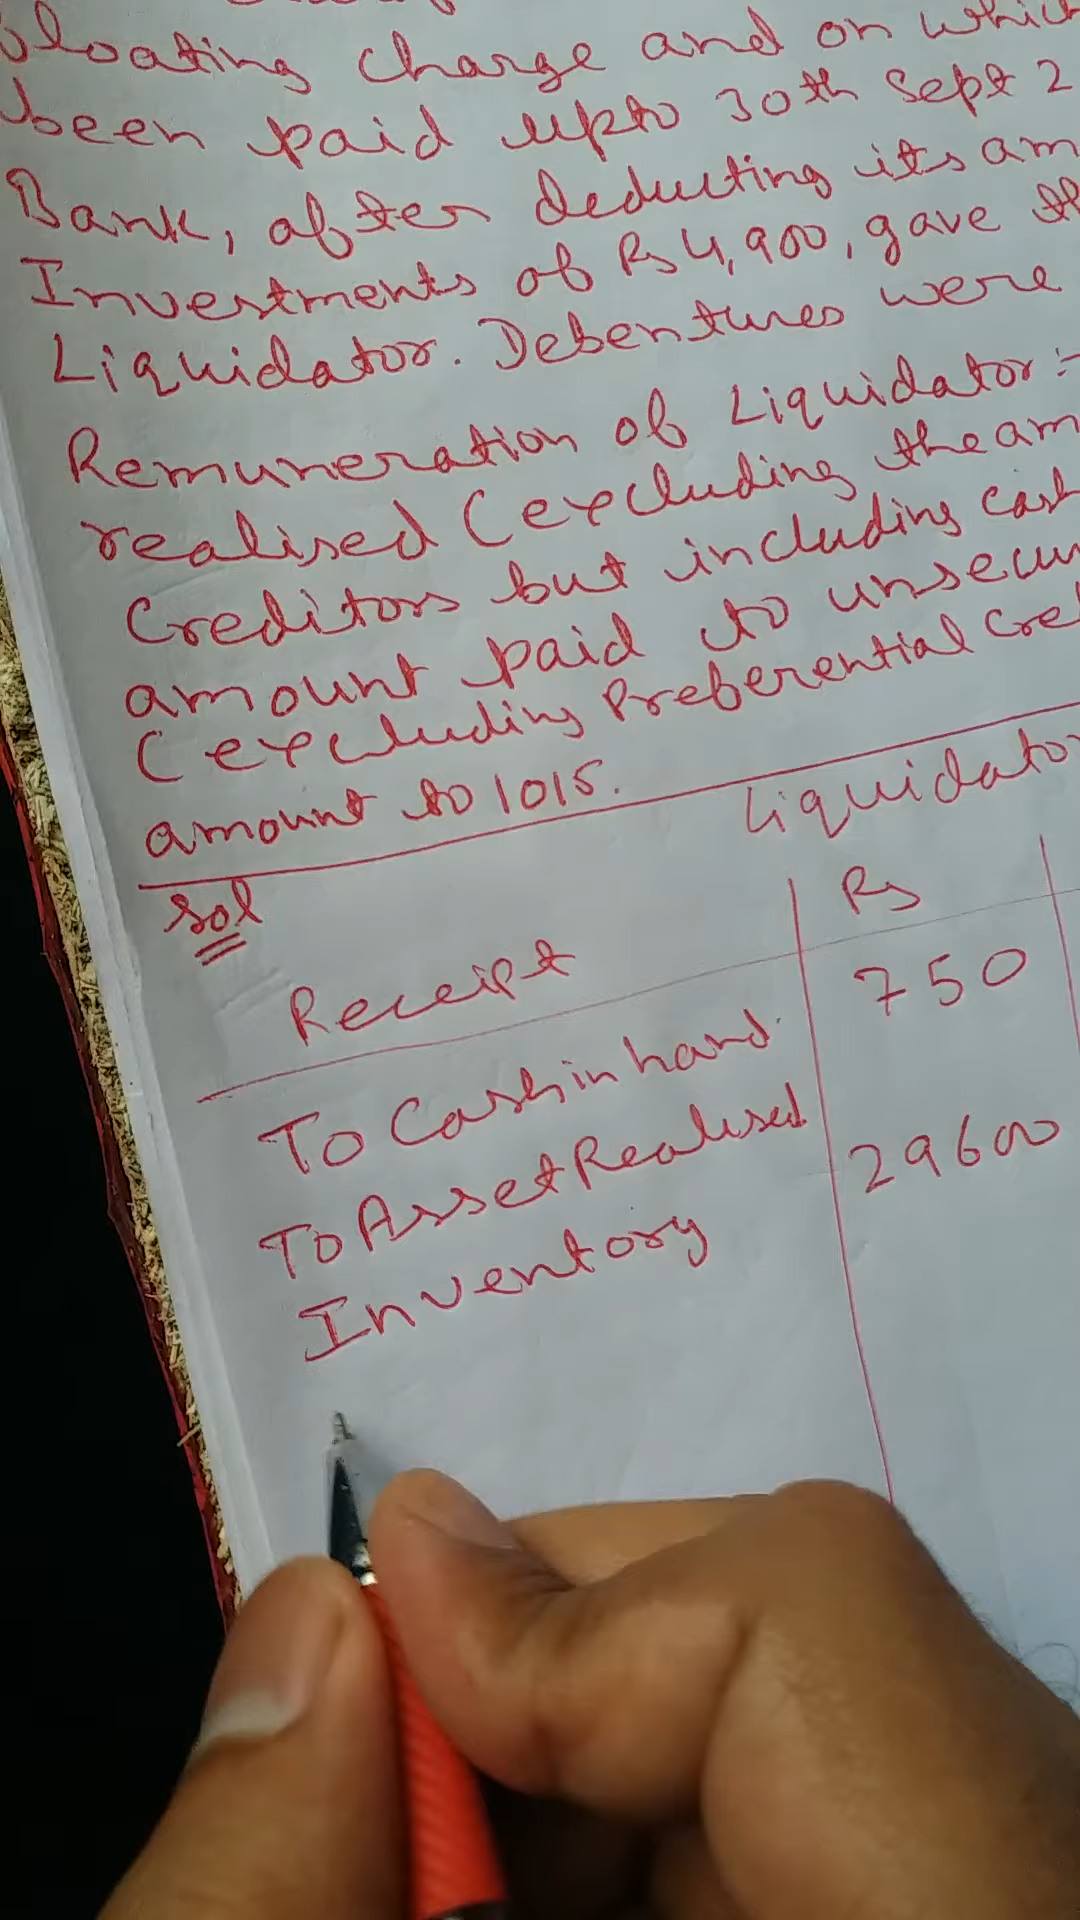 floating charge and on which
been paid upto 30th Sept 2
Bank, after deducting its am
Investments of Rs 4,900, gave th
Liquidator. Debentures were
Remuneration of Liquidator:-
realised (excluding the am
Creditors but including cash
amount paid to unsecu
(excluding Preferential Cre
amount to 1015.
Liquidator
Sol
Receipt Rs
To Cash in hand. 750
To Asset Realised
Inventory 29600